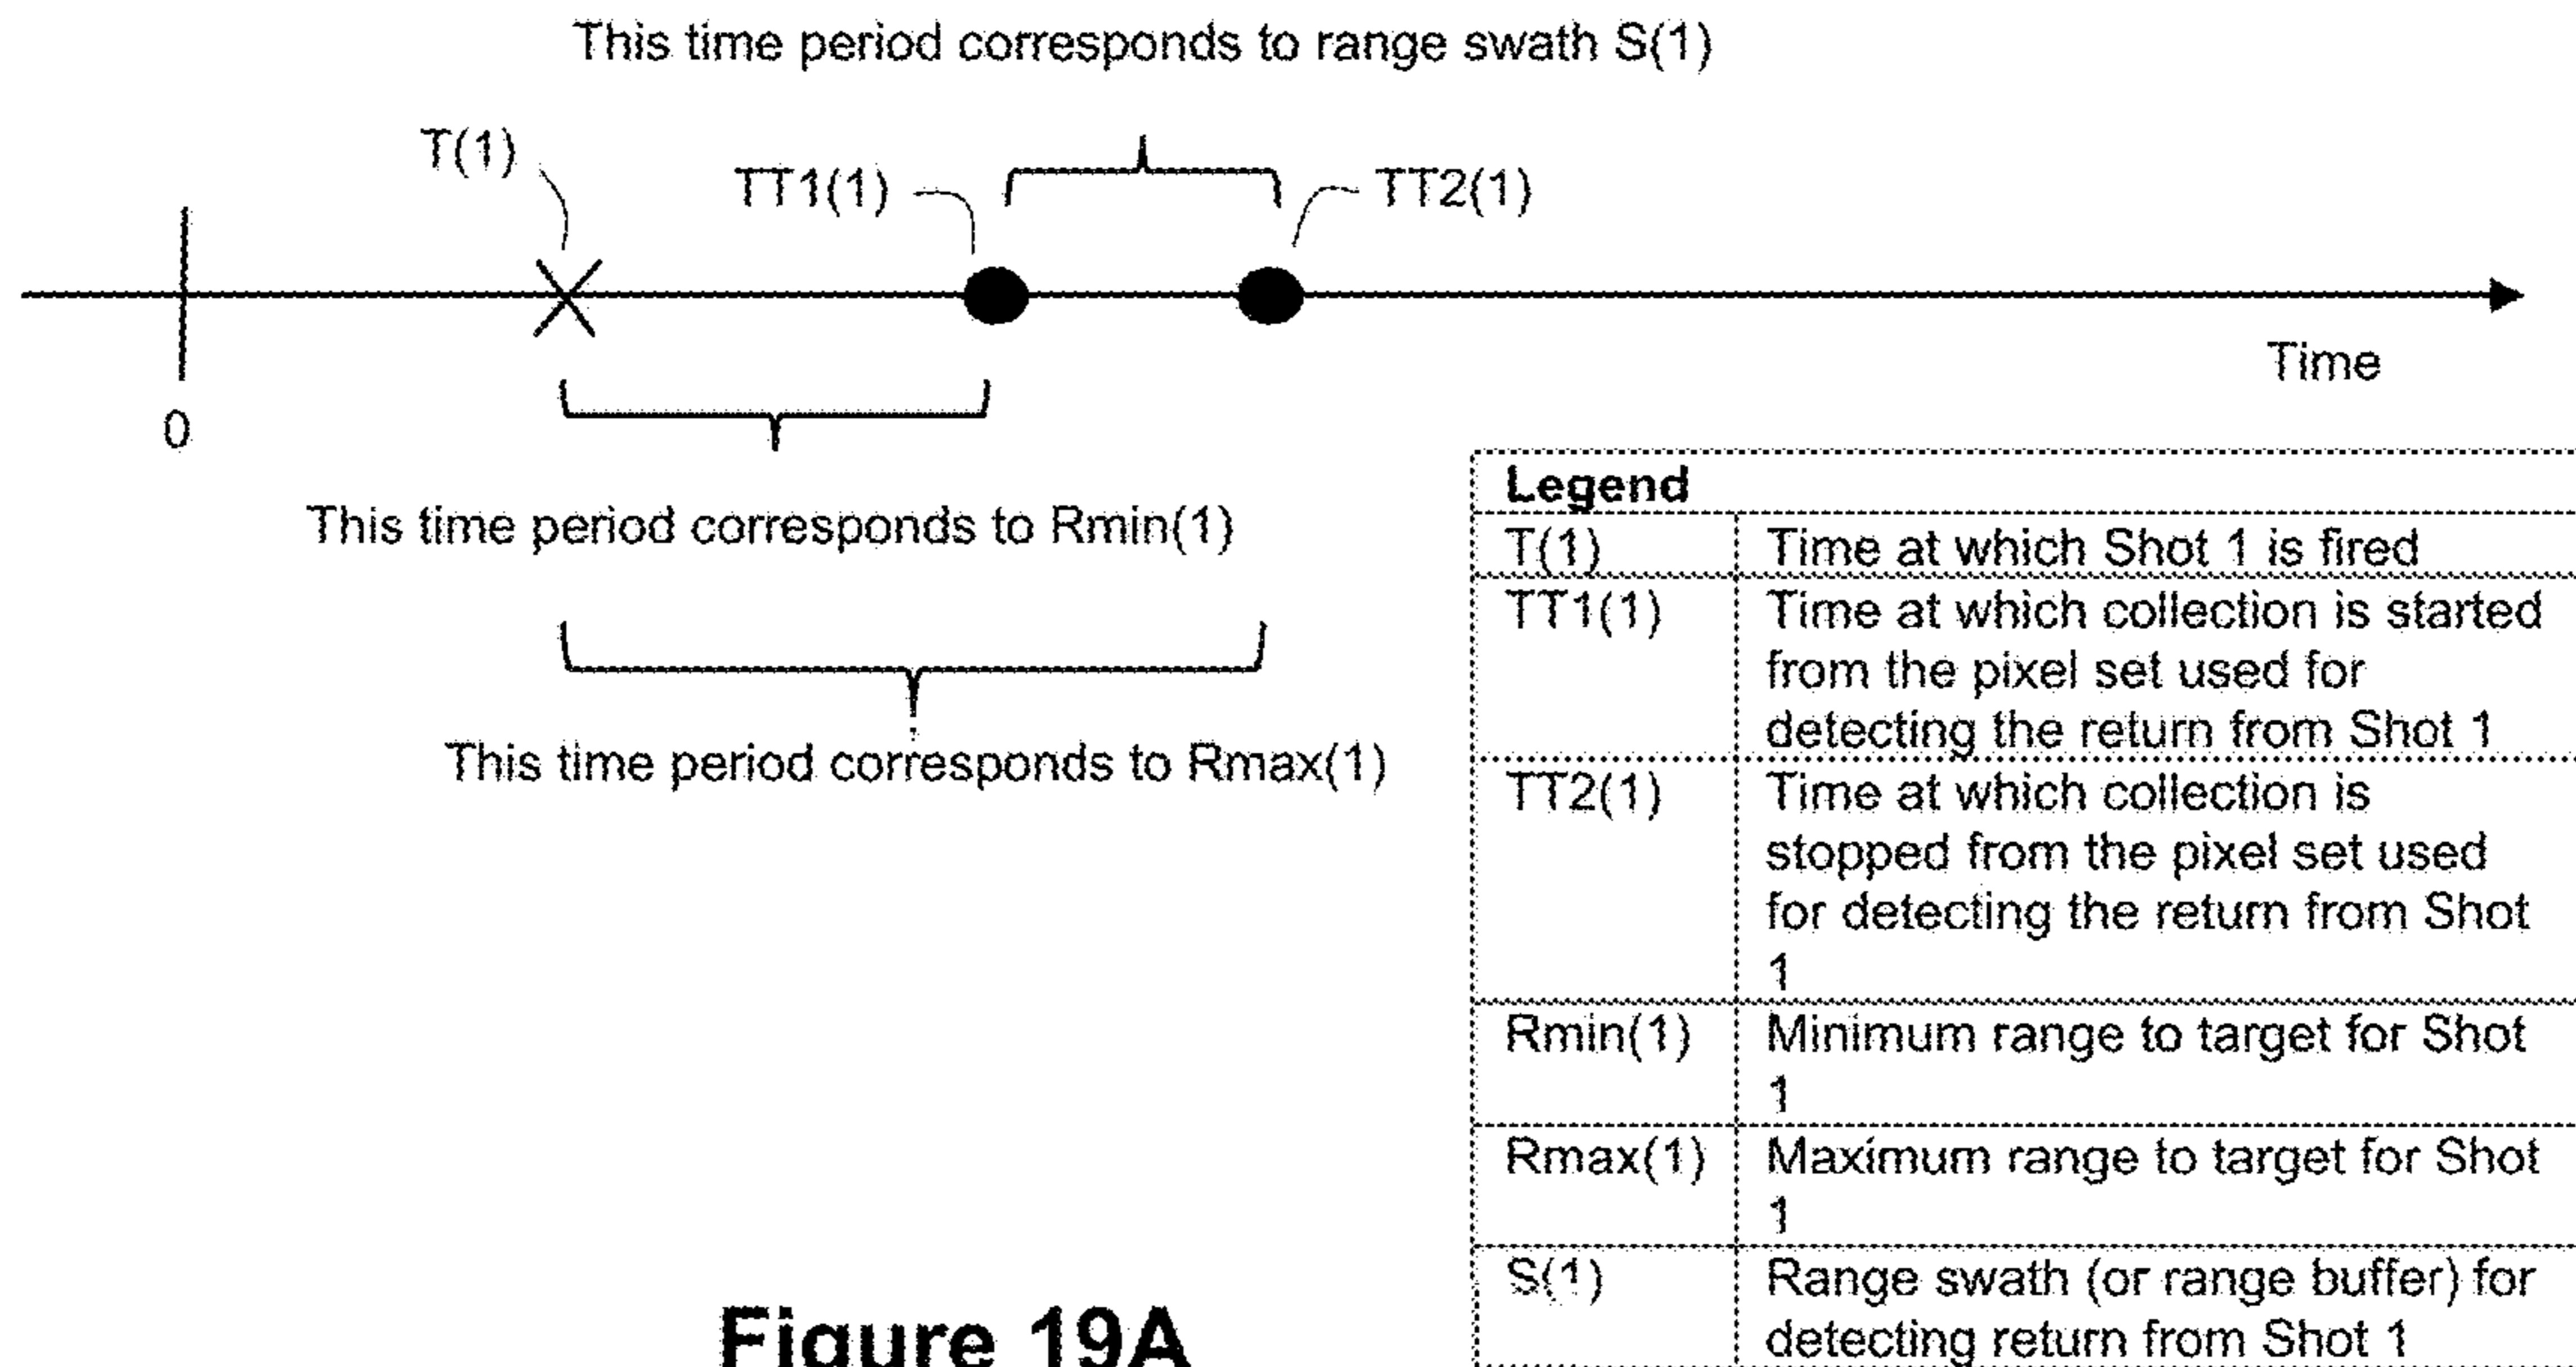 This time period corresponds to range swath S(1)
T(1)
TT1(1)
TT2(1)
Time
0
This time period corresponds to Rmin(1)
This time period corresponds to Rmax(1)
Legend
T(1) Time at which Shot 1 is fired
TT1(1) Time at which collection is started
from the pixel set used for
detecting the return from Shot 1
TT2(1) Time at which collection is
stopped from the pixel set used
for detecting the return from Shot
1
Rmin(1) Minimum range to target for Shot
1
Rmax(1) Maximum range to target for Shot
1
S(1) Range swath (or range buffer) for
detecting return from Shot 1
Figure 19A